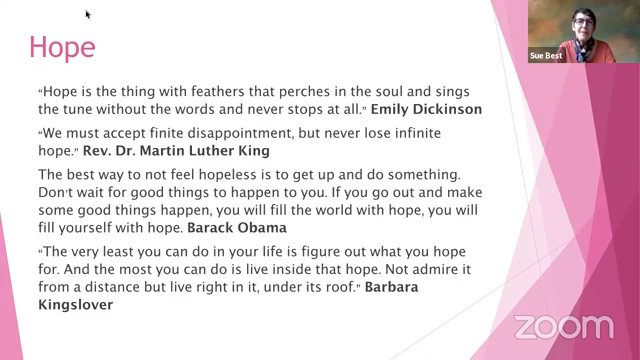 Hope
"Hope is the thing with feathers that perches in the soul and sings
the tune without the words and never stops at all." Emily Dickinson
"We must accept finite disappointment, but never lose infinite
hope." Rev. Dr. Martin Luther King
The best way to not feel hopeless is to get up and do something.
Don't wait for good things to happen to you. If you go out and make
some good things happen, you will fill the world with hope, you will
fill yourself with hope. Barack Obama
"The very least you can do in your life is figure out what you hope
for. And the most you can do is live inside that hope. Not admire it
from a distance but live right in it, under its roof." Barbara
Kingslover
Sue Best
zoom